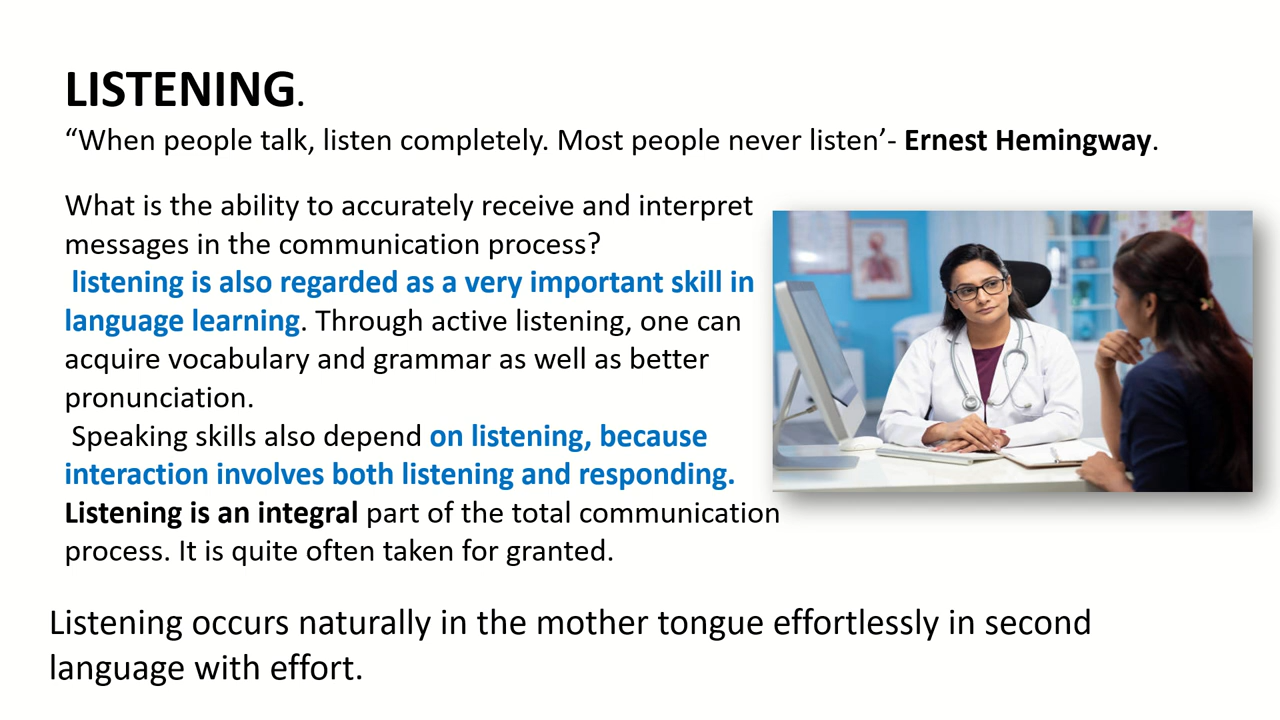 LISTENING.
“When people talk, listen completely. Most people never listen’- Ernest Hemingway.
What is the ability to accurately receive and interpret
messages in the communication process?
listening is also regarded as a very important skill in
language learning. Through active listening, one can
acquire vocabulary and grammar as well as better
pronunciation.
Speaking skills also depend on listening, because
interaction involves both listening and responding.
Listening is an integral part of the total communication
process. It is quite often taken for granted.
Listening occurs naturally in the mother tongue effortlessly in second
language with effort.